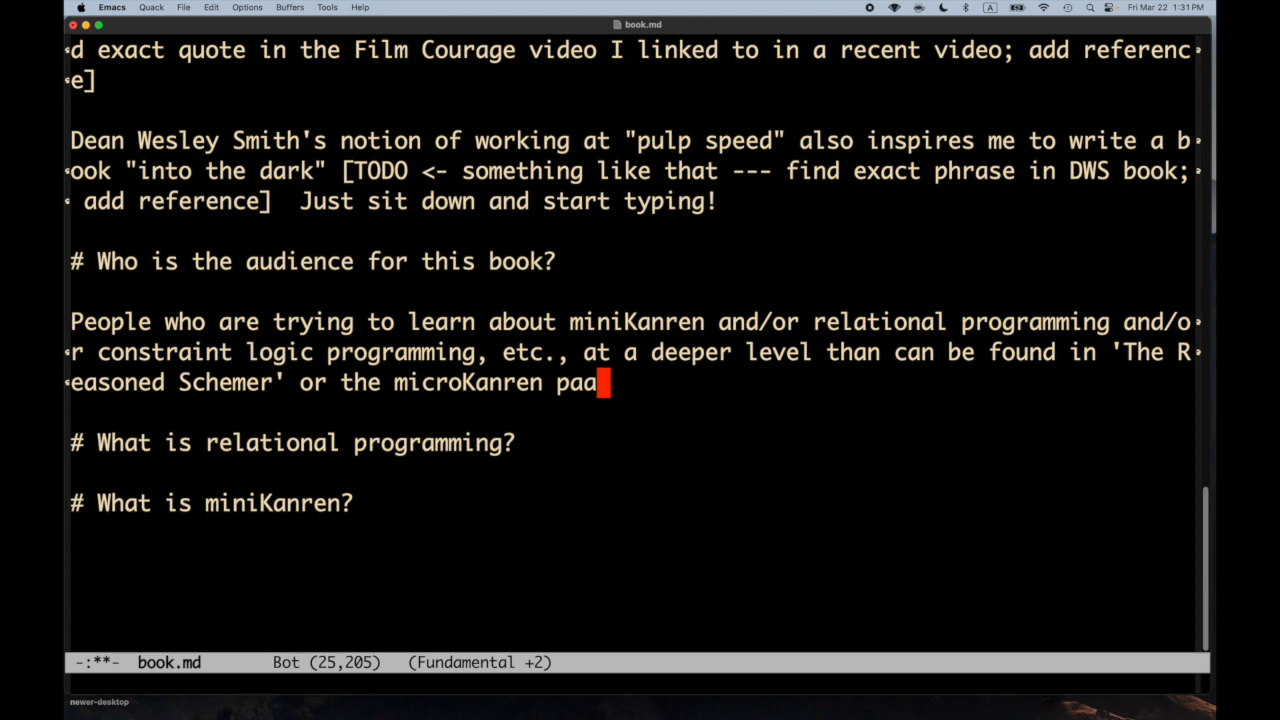 Emacs Quack File Edit Options Buffers Tools Help A Fri Mar 22 1:31 PM
book.md
d exact quote in the Film Courage video I linked to in a recent video; add referenc
e]
Dean Wesley Smith's notion of working at "pulp speed" also inspires me to write a b
ook "into the dark" [TODO <- something like that --- find exact phrase in DWS book;
add reference]  Just sit down and start typing!
# Who is the audience for this book?
People who are trying to learn about miniKanren and/or relational programming and/o
r constraint logic programming, etc., at a deeper level than can be found in 'The R
easoned Schemer' or the microKanren paa
# What is relational programming?
# What is miniKanren?
-:**-  book.md      Bot (25,205)   (Fundamental +2)
newer-desktop